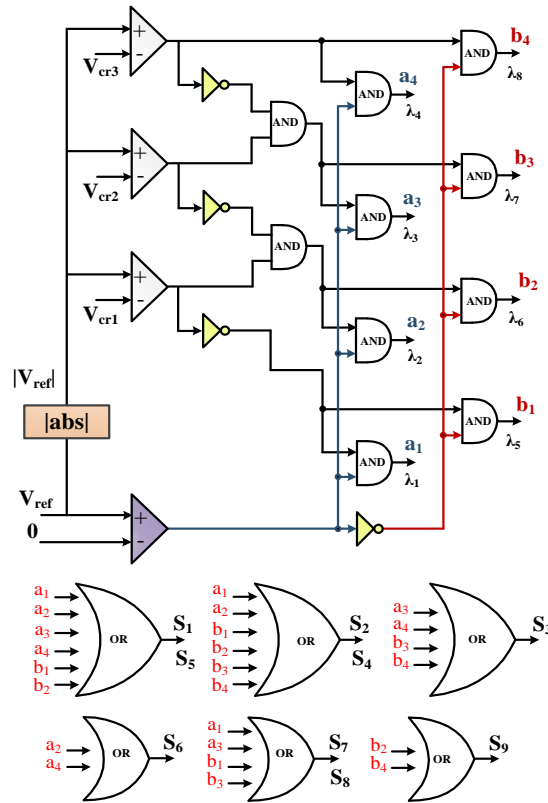 b4
+
AND
Vcr3
-
λ8
a4
AND
λ4
AND
b3
+
AND
Vcr2
-
λ7
a3
AND
λ3
AND
b2
+
AND
Vcr1
-
λ6
a2
AND
λ2
|Vref|
b1
|abs|
AND
λ5
a1
AND
λ1
Vref
+
0
-
a1
a2
a3
a4
b1
b2
OR
S1
S5
a1
a2
b1
b2
b3
b4
OR
S2
S4
a3
a4
b3
b4
OR
S3
a2
a4
OR
S6
a1
a3
b1
b3
OR
S7
S8
b2
b4
OR
S9